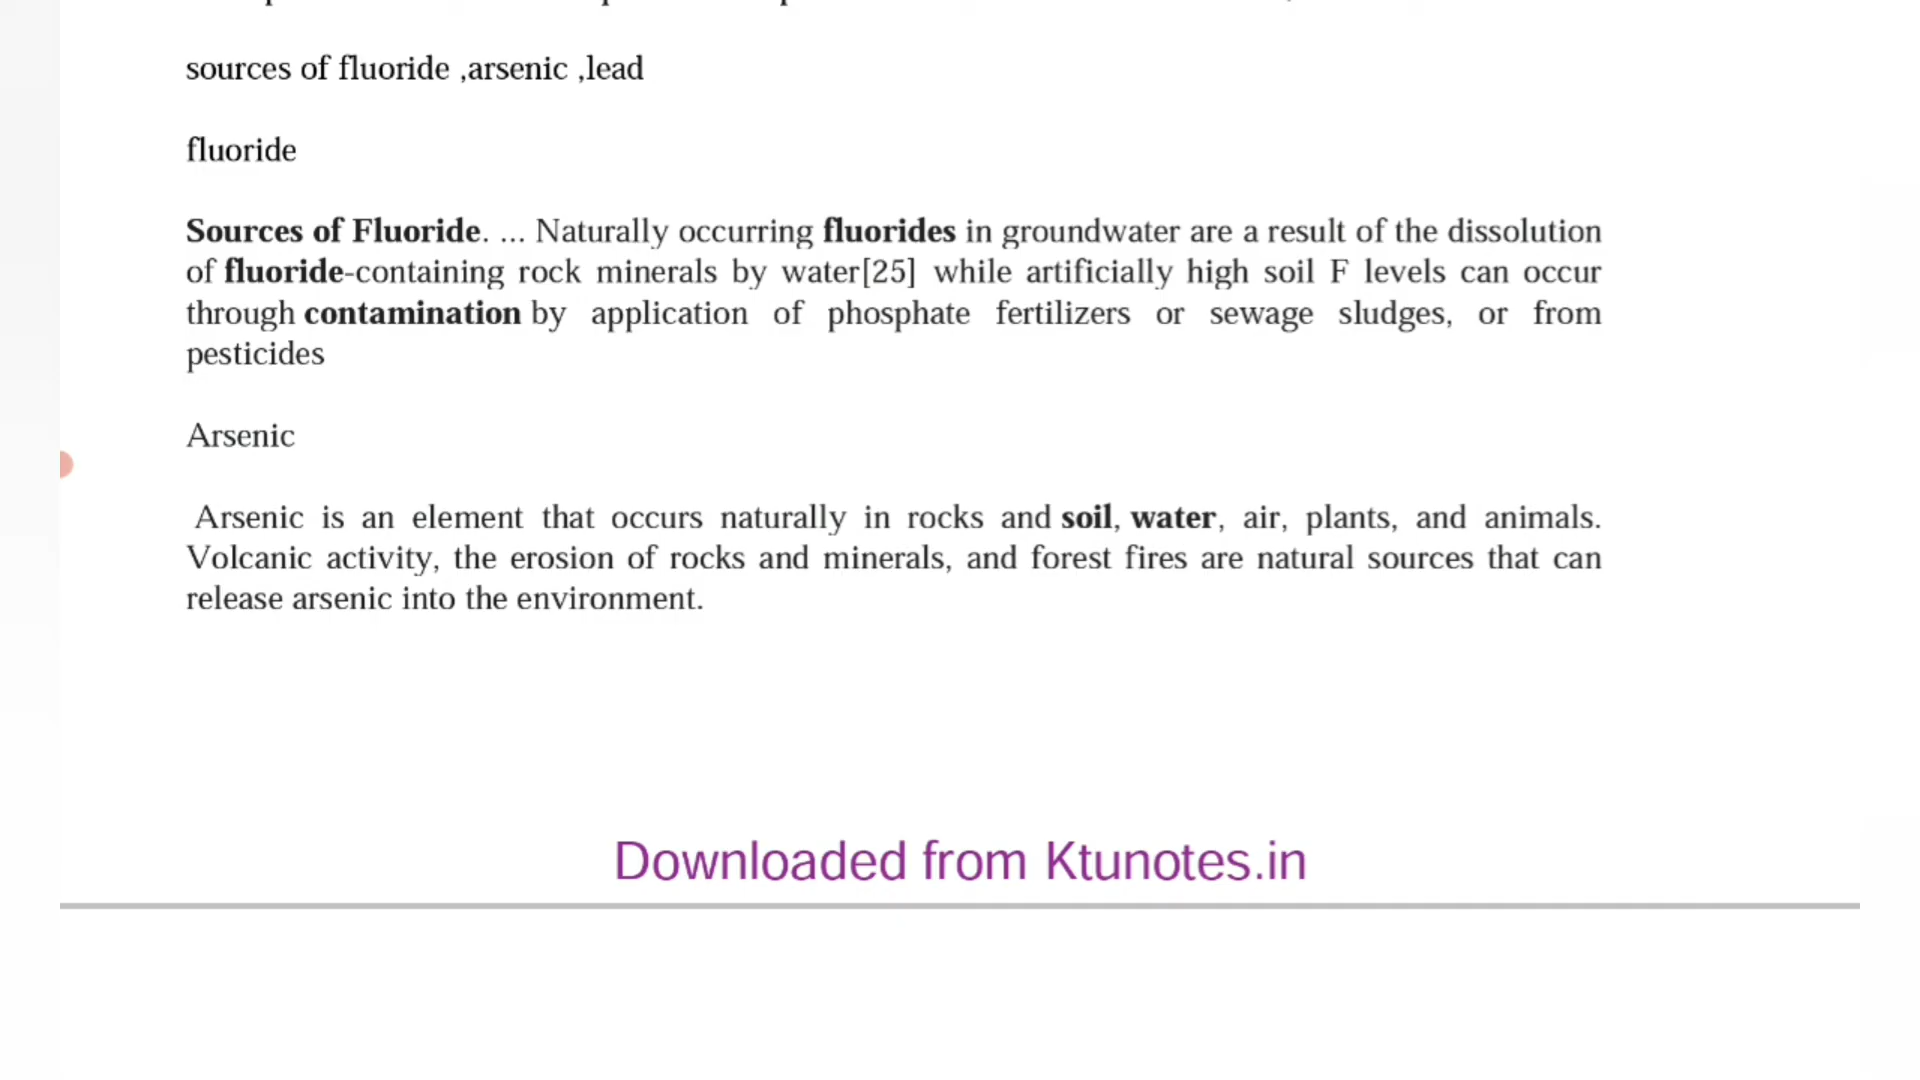 sources of fluoride ,arsenic ,lead
fluoride
Sources of Fluoride. ... Naturally occurring fluorides in groundwater are a result of the dissolution
of fluoride-containing rock minerals by water[25] while artificially high soil F levels can occur
through contamination by application of phosphate fertilizers or sewage sludges, or from
pesticides
Arsenic
Arsenic is an element that occurs naturally in rocks and soil, water, air, plants, and animals.
Volcanic activity, the erosion of rocks and minerals, and forest fires are natural sources that can
release arsenic into the environment.
Downloaded from Ktunotes.in